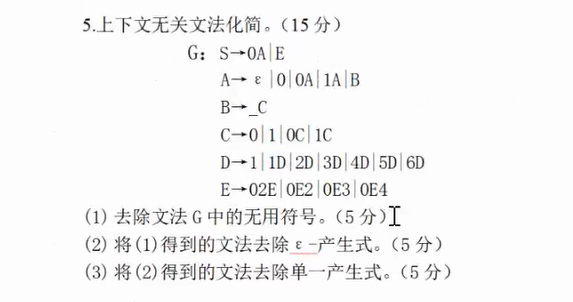 5.上下文无关文法化简。（15 分）
G: S→0A|E
A→ ε |0|0A|1A|B
B→_C
C→0|1|0C|1C
D→1|1D|2D|3D|4D|5D|6D
E→02E|0E2|0E3|0E4
(1) 去除文法 G 中的无用符号。（5 分）
(2) 将(1)得到的文法去除 ε-产生式。（5 分）
(3) 将(2)得到的文法去除单一产生式。（5 分）